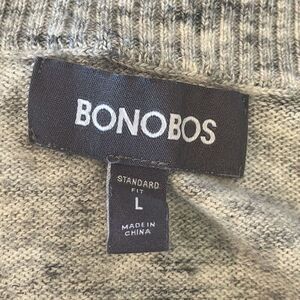 BONOBOS
STANDARD
FIT
L
MADE IN
CHINA